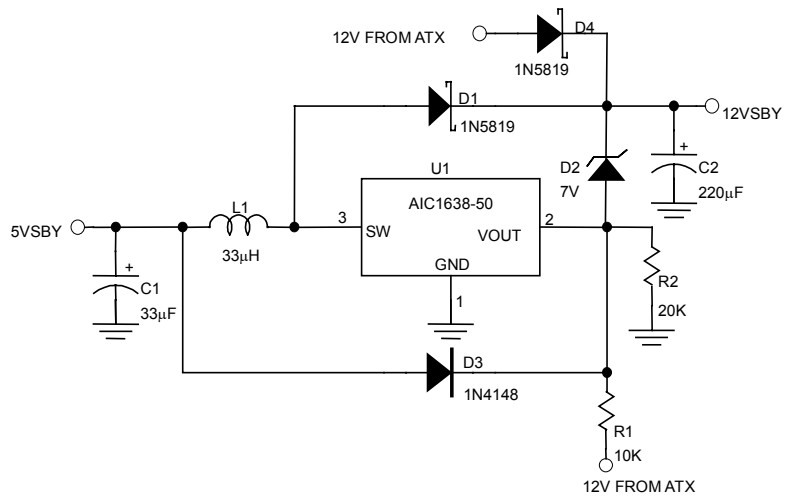 12V FROM ATX
D4
1N5819
D1
1N5819
12VSBY
U1
D2
7V
+
C2
220μF
AIC1638-50
5VSBY
L1
33μH
3
SW
VOUT
2
GND
1
+
C1
33μF
R2
20K
D3
1N4148
R1
10K
12V FROM ATX